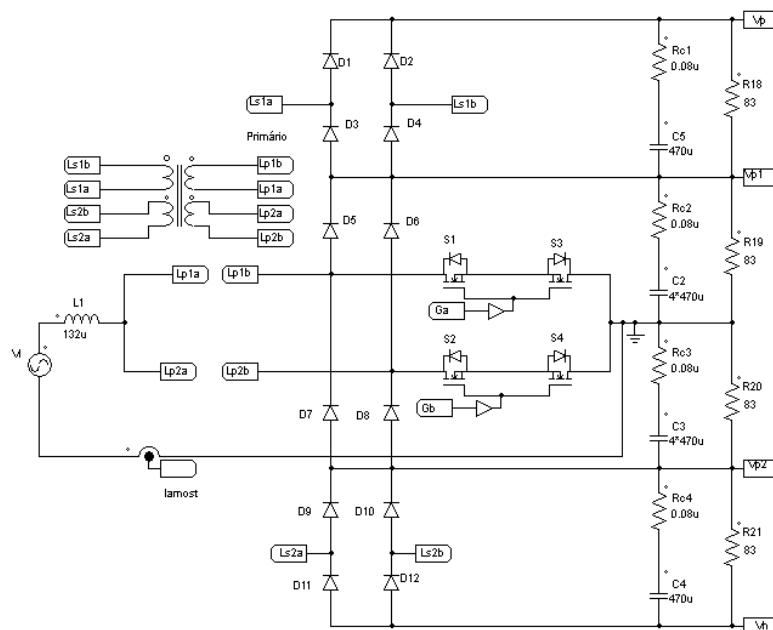 Vp
D1
D2
Rc1
0.08u
R18
83
Ls1a
Ls1b
D3
D4
Primário
C5
470u
Ls1b
Lp1b
Ls1a
Lp1a
Vp1
Ls2b
Lp2a
Ls2a
Lp2b
Rc2
0.08u
D5
D6
S1
S3
R19
83
Lp1a
Lp1b
C2
4*470u
L1
132u
Ga
S2
S4
Rc3
0.08u
Vi
Lp2a
Lp2b
R20
83
Gb
D7
D8
C3
4*470u
Vp2
Iamost
Rc4
0.08u
D9
D10
R21
83
Ls2a
Ls2b
D11
D12
C4
470u